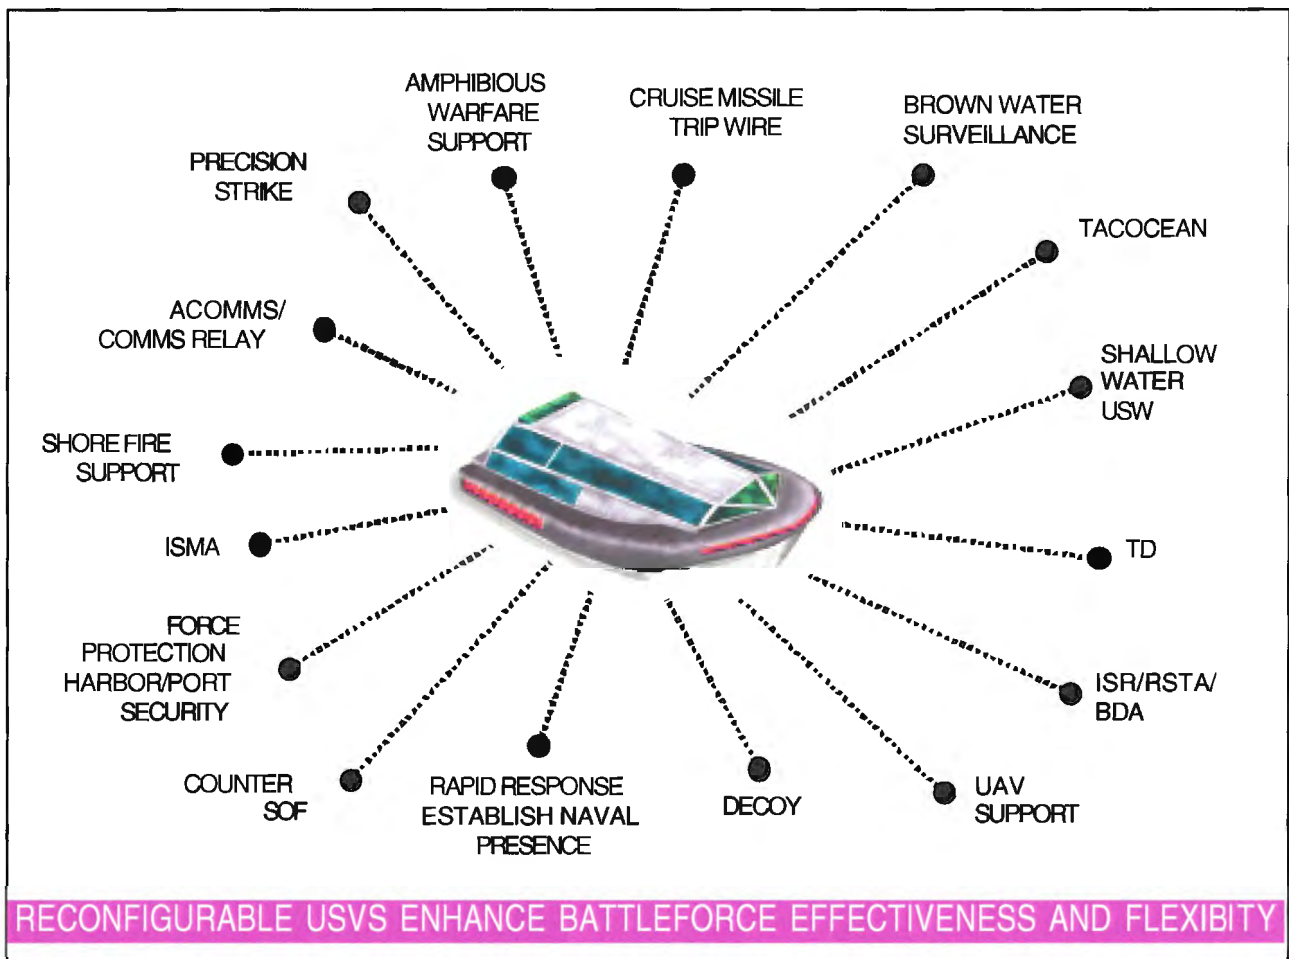 AMPHIBIOUS
WARFARE
SUPPORT
CRUISE MISSILE
TRIP WIRE
BROWN WATER
SURVEILLANCE
PRECISION
STRIKE
TACOCEAN
ACOMMS/
COMMS RELAY
SHALLOW
WATER
USW
SHORE FIRE
SUPPORT
ISMA
TD
FORCE
PROTECTION
HARBOR/PORT
SECURITY
ISR/RSTA/
BDA
COUNTER
SOF
RAPID RESPONSE
ESTABLISH NAVAL
PRESENCE
DECOY
UAV
SUPPORT
RECONFIGURABLE USVS ENHANCE BATTLEFORCE EFFECTIVENESS AND FLEXIBITY